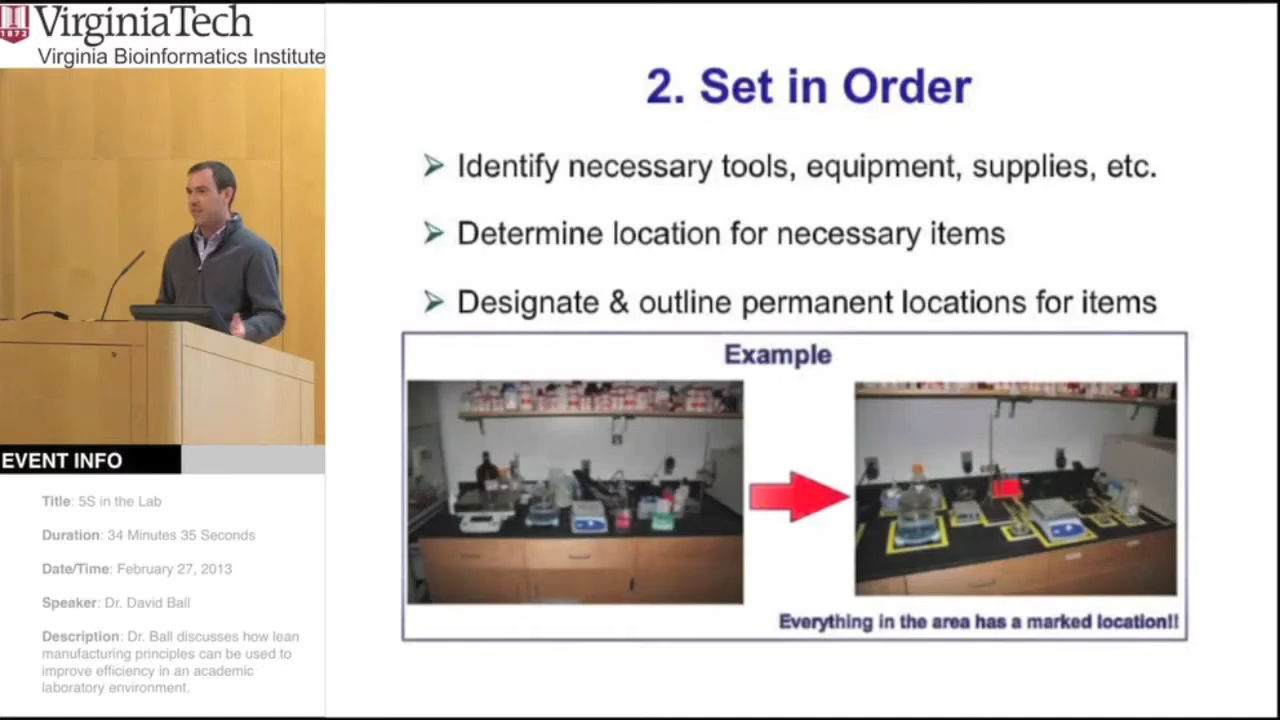 VirginiaTech
1872
Virginia Bioinformatics Institute
2. Set in Order
Identify necessary tools, equipment, supplies, etc.
Determine location for necessary items
Designate & outline permanent locations for items
Example
Everything in the area has a marked location!!
EVENT INFO
Title: 5S in the Lab
Duration: 34 Minutes 35 Seconds
Date/Time: February 27, 2013
Speaker: Dr. David Ball
Description: Dr. Ball discusses how lean
manufacturing principles can be used to
improve efficiency in an academic
laboratory environment.